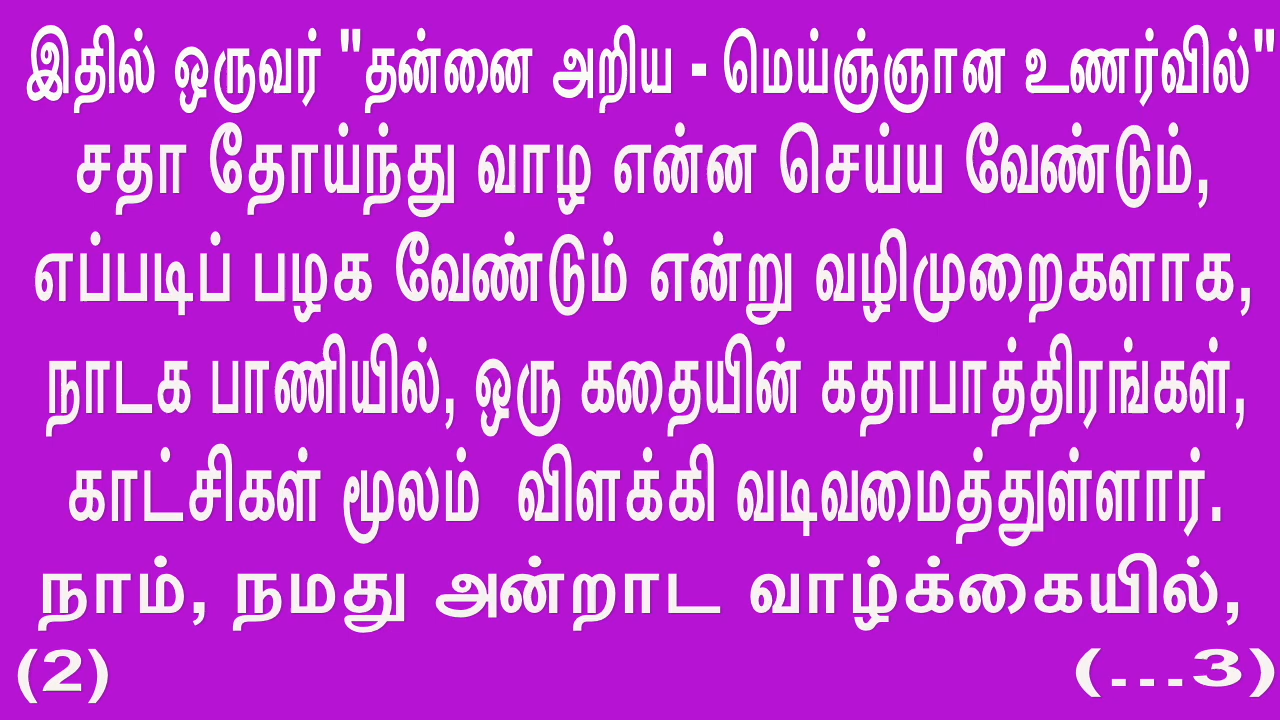 இதில் ஒருவர் "தன்னை அறிய - மெய்ஞ்ஞான உணர்வில்"
சதா தோய்ந்து வாழ என்ன செய்ய வேண்டும்,
எப்படிப் பழக வேண்டும் என்று வழிமுறைகளாக,
நாடக பாணியில், ஒரு கதையின் கதாபாத்திரங்கள்,
காட்சிகள் மூலம் விளக்கி வடிவமைத்துள்ளார்.
நாம், நமது அன்றாட வாழ்க்கையில்,
(2) (...3)